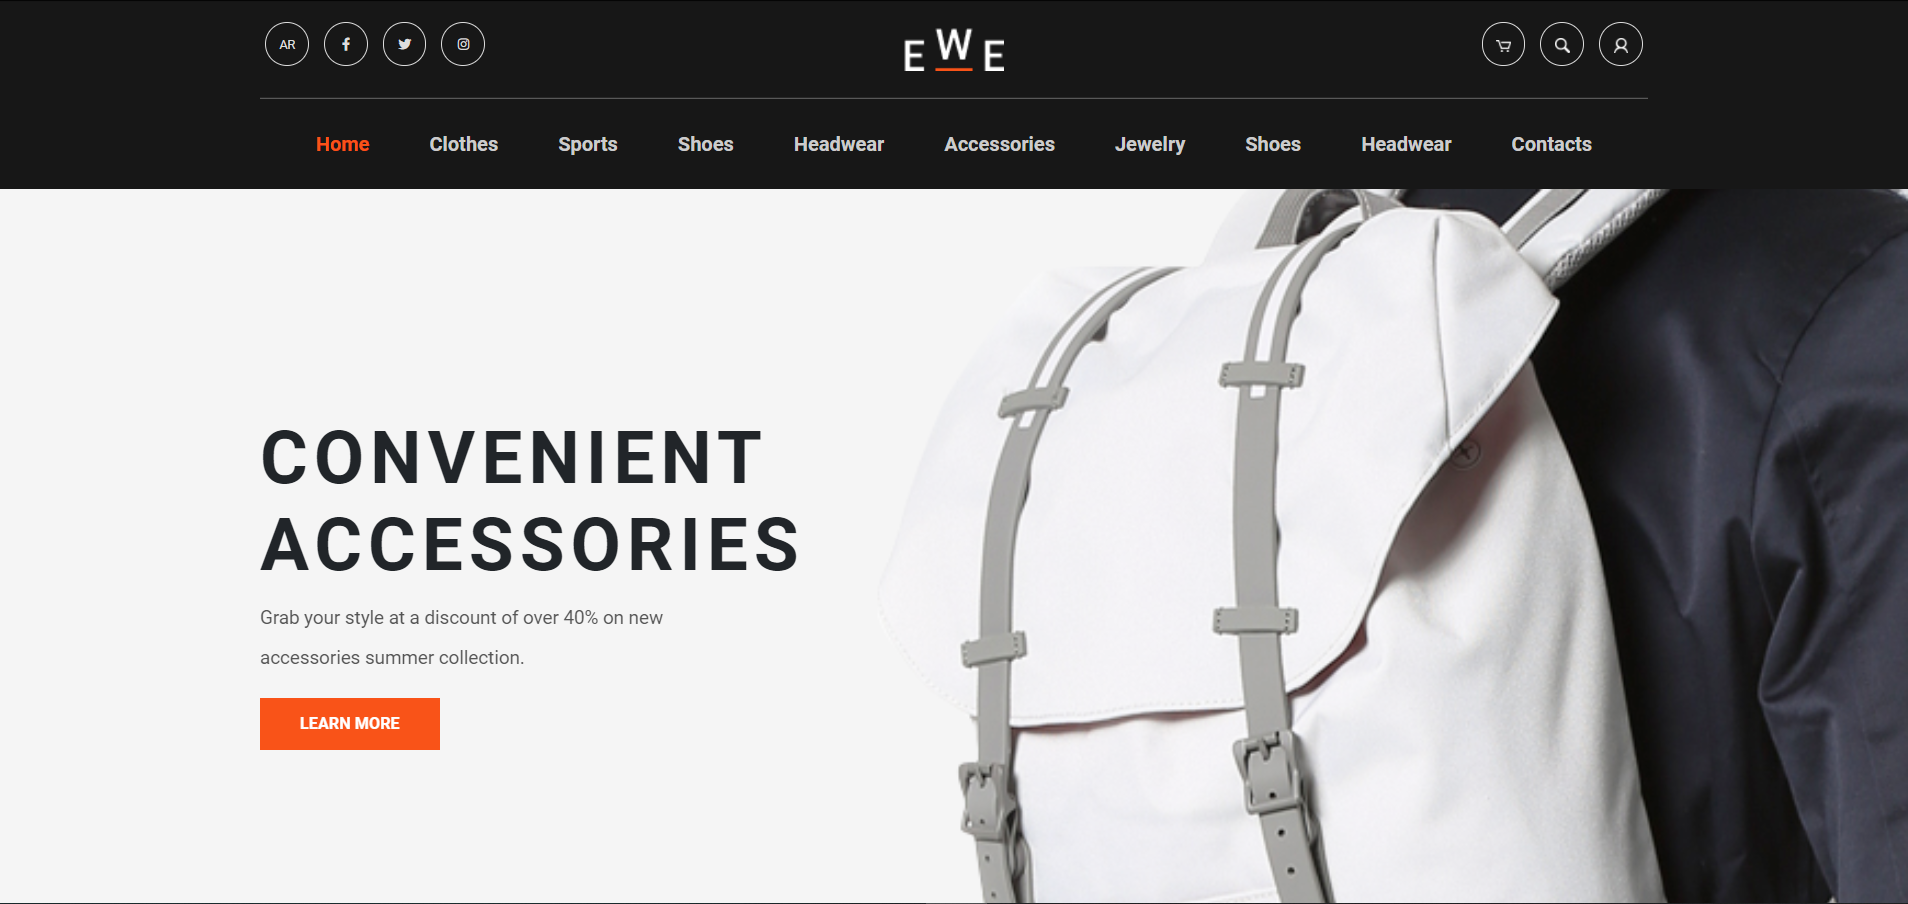 AR
EWE
Home Clothes Sports Shoes Headwear Accessories Jewelry Shoes Headwear Contacts
CONVENIENT
ACCESSORIES
Grab your style at a discount of over 40% on new
accessories summer collection.
LEARN MORE